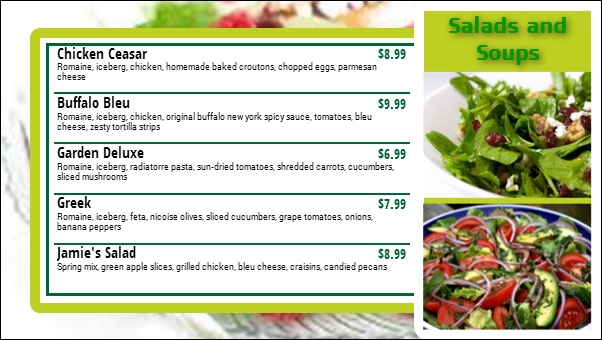 Salads and
Soups
Chicken Ceasar $8.99
Romaine, iceberg, chicken, homemade baked croutons, chopped eggs, parmesan
cheese
Buffalo Bleu $9.99
Romaine, iceberg, chicken, original buffalo new york spicy sauce, tomatoes, bleu
cheese, zesty tortilla strips
Garden Deluxe $6.99
Romaine, iceberg, radiatorre pasta, sun-dried tomatoes, shredded carrots, cucumbers,
sliced mushrooms
Greek $7.99
Romaine, iceberg, feta, nicoise olives, sliced cucumbers, grape tomatoes, onions,
banana peppers
Jamie's Salad $8.99
Spring mix, green apple slices, grilled chicken, bleu cheese, craisins, candied pecans